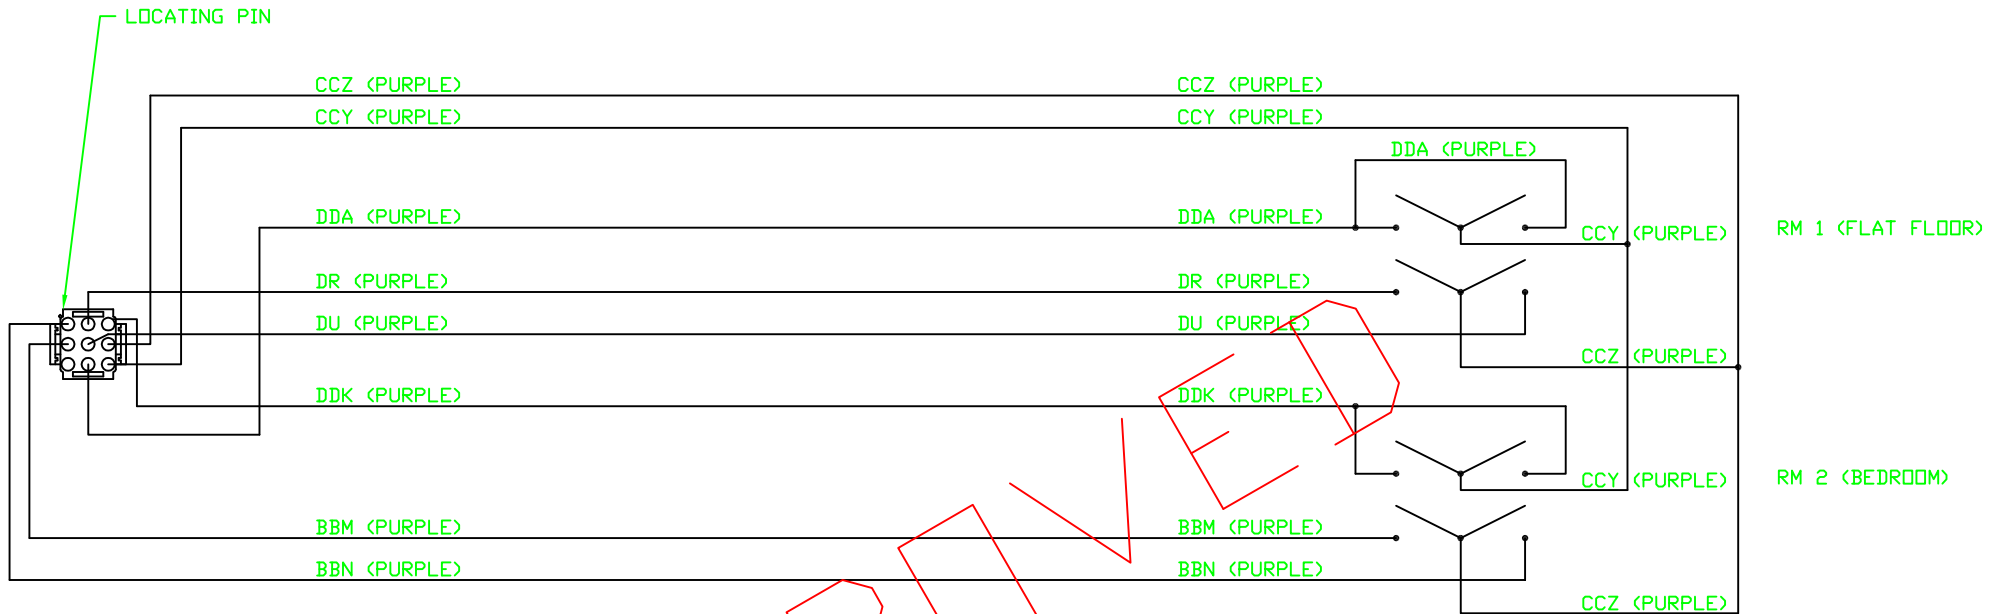 LOCATING PIN
CCZ (PURPLE) CCZ (PURPLE)
CCY (PURPLE) CCY (PURPLE)
DDA (PURPLE)
DDA (PURPLE) DDA (PURPLE)
CCY (PURPLE) RM 1 (FLAT FLOOR)
DR (PURPLE) DR (PURPLE)
DU (PURPLE) DU (PURPLE)
CCZ (PURPLE)
DDK (PURPLE) DDK (PURPLE)
CCY (PURPLE) RM 2 (BEDROOM)
BBM (PURPLE) BBM (PURPLE)
BBN (PURPLE) BBN (PURPLE)
CCZ (PURPLE)